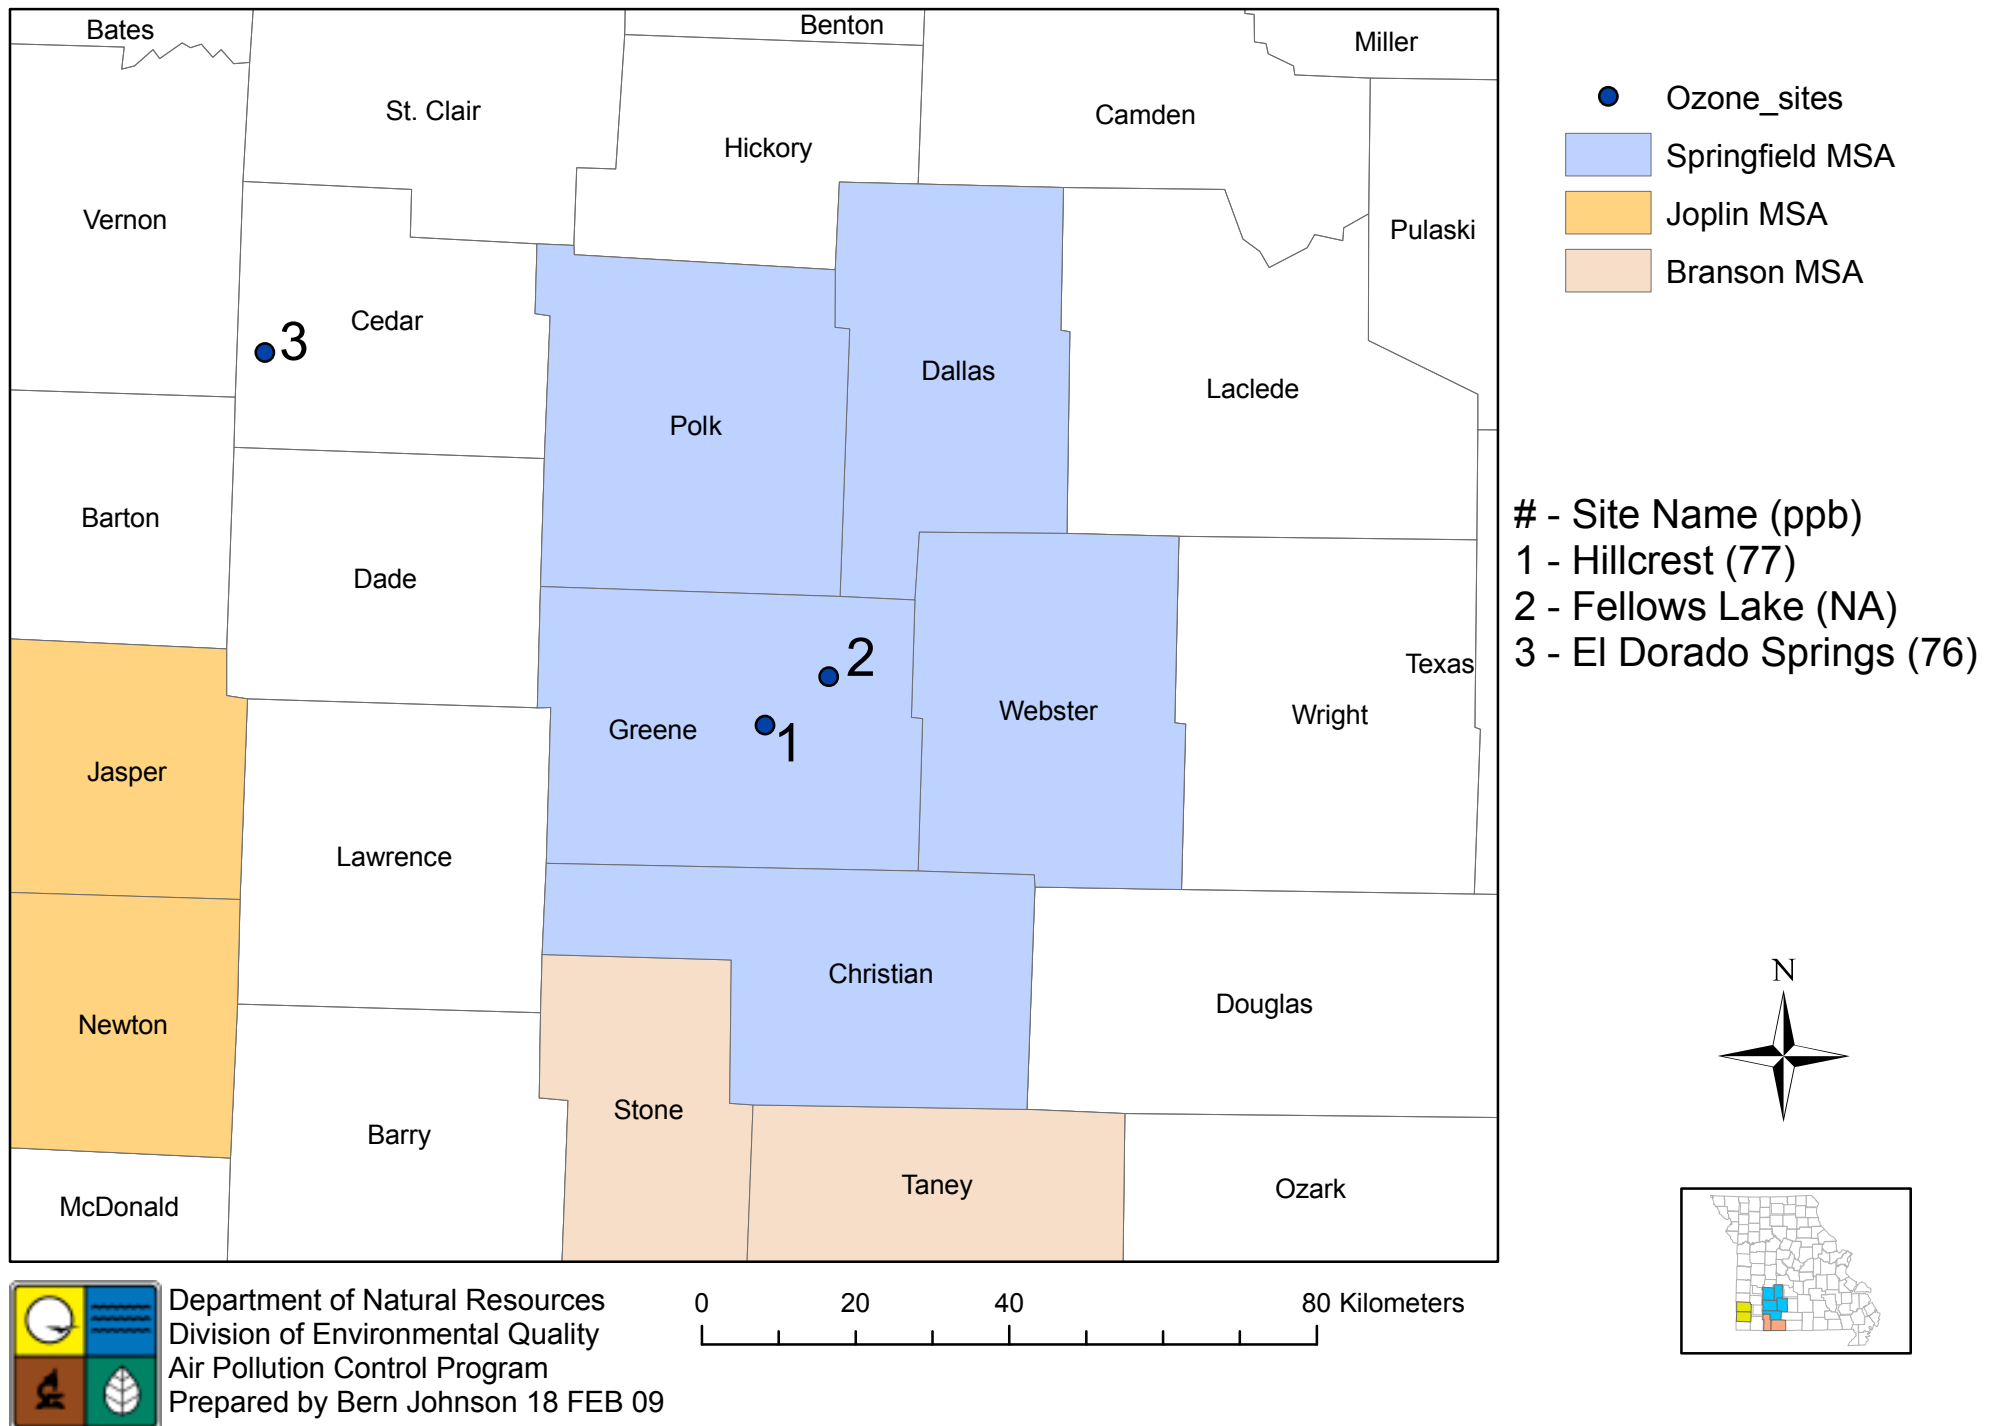 Bates
Benton
Miller
St. Clair
Camden
Hickory
Vernon
Pulaski
Cedar
3
Dallas
Laclede
Polk
Barton
Dade
Texas
2
Greene
1
Webster
Wright
Jasper
Lawrence
Christian
Douglas
Newton
Stone
Barry
Taney
Ozark
McDonald
Ozone_sites
Springfield MSA
Joplin MSA
Branson MSA
# - Site Name (ppb)
1 - Hillcrest (77)
2 - Fellows Lake (NA)
3 - El Dorado Springs (76)
N
Department of Natural Resources
Division of Environmental Quality
Air Pollution Control Program
Prepared by Bern Johnson 18 FEB 09
0 20 40 80 Kilometers